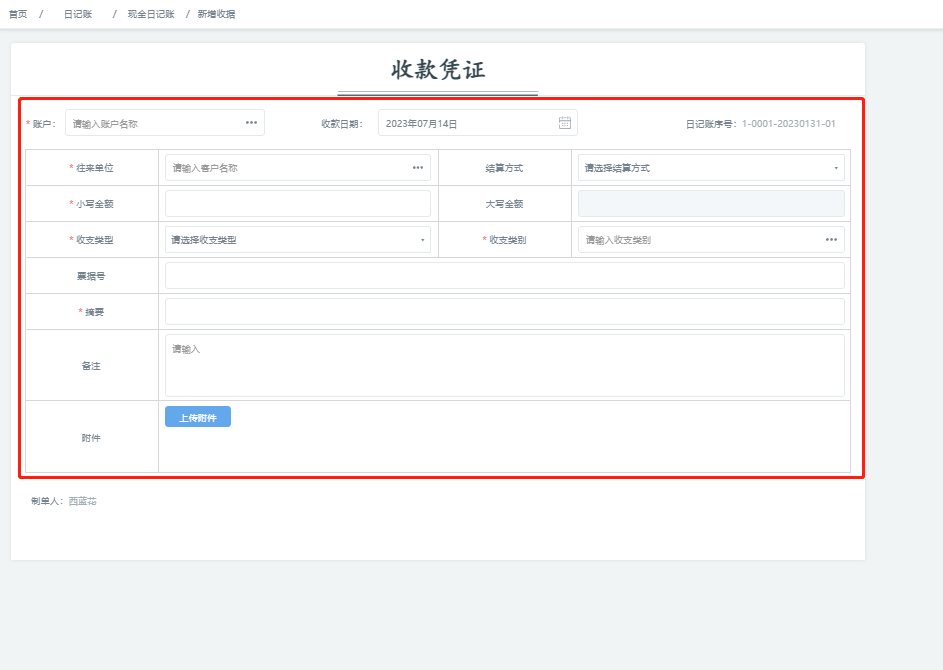 首页 / 日记账 / 现全日记账 / 新增收据
收款凭证
* 账户: 请输入账户名称 ••• 收款日期: 2023年07月14日 日记账序号: 1-0001-20230131-01
* 往来单位 请输入客户名称 ••• 结算方式 请选择结算方式
* 小写金额 大写金额
* 收支类型 请选择收支类型 * 收支类别 请输入收支类别 •••
票据号
* 摘要
备注 请输入
附件 上传附件
制单人: 西蓝花